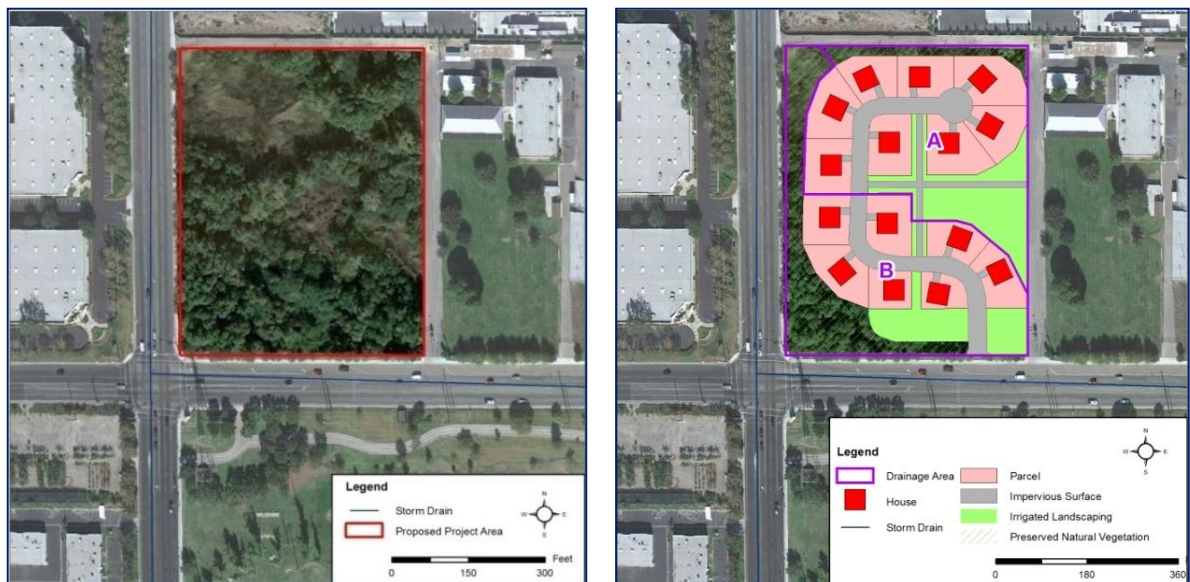 Legend
Storm Drain
Proposed Project Area
N
W E
S
Feet
0 150 300
A
B
Legend
Drainage Area
House
Storm Drain
Parcel
Impervious Surface
Irrigated Landscaping
Preserved Natural Vegetation
N
W E
S
0 180 360